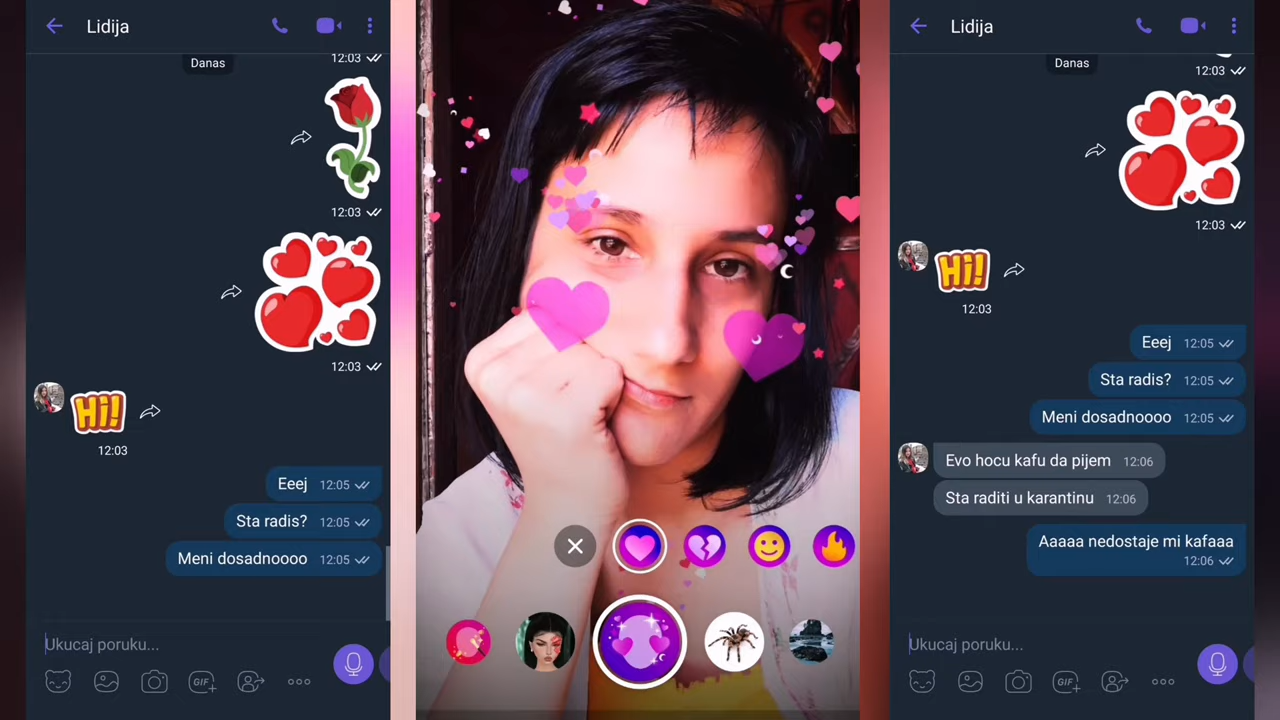 Lidija
Danas
12:03
12:03
12:03
Hi!
12:03
Eeej 12:05
Sta radis? 12:05
Meni dosadnoooo 12:05
Ukucaj poruku...
GIF
Lidija
Danas
12:03
12:03
Hi!
12:03
Eeej 12:05
Sta radis? 12:05
Meni dosadnoooo 12:05
Evo hocu kafu da pijem 12:06
Sta raditi u karantinu 12:06
Aaaaa nedostaje mi kafaaa
12:06
Ukucaj poruku...
GIF